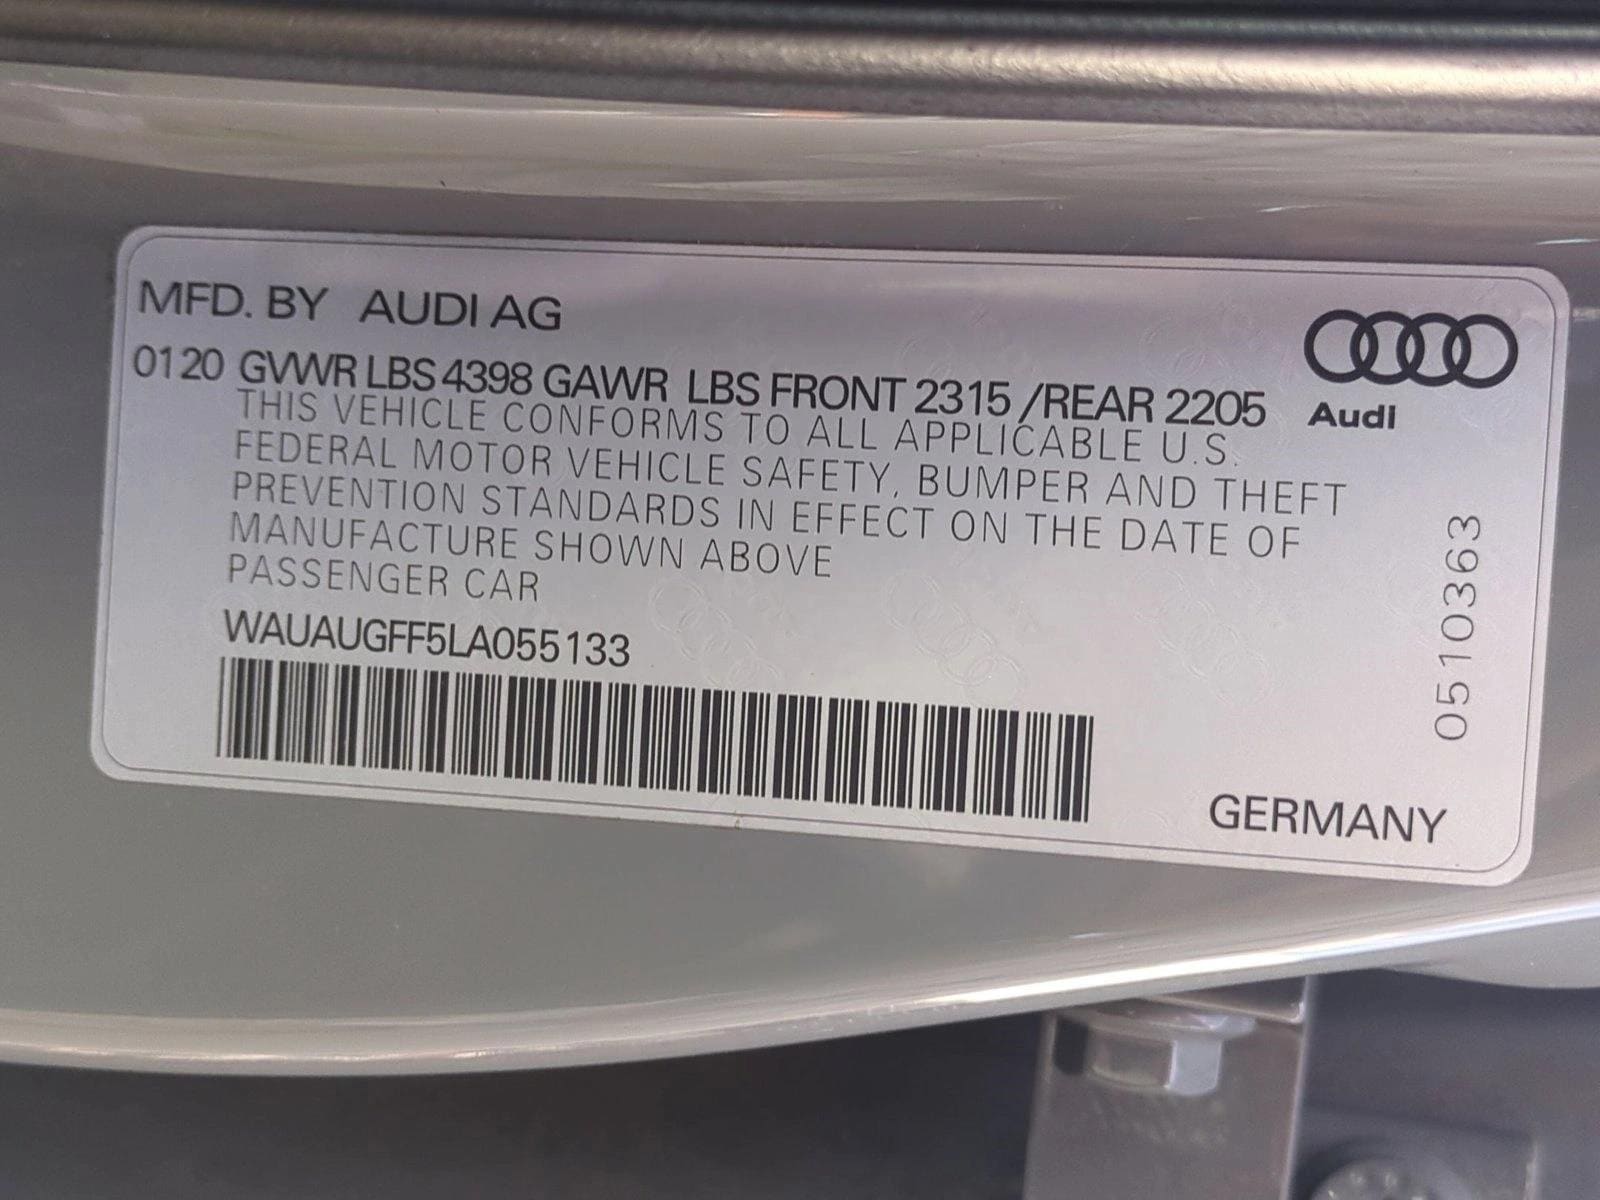 MFD. BY AUDI AG
0120 GVWR LBS 4398 GAWR LBS FRONT 2315 /REAR 2205
Audi
THIS VEHICLE CONFORMS TO ALL APPLICABLE U.S.
FEDERAL MOTOR VEHICLE SAFETY, BUMPER AND THEFT
PREVENTION STANDARDS IN EFFECT ON THE DATE OF
MANUFACTURE SHOWN ABOVE
PASSENGER CAR
WAUAUGFF5LA055133
0510363
GERMANY